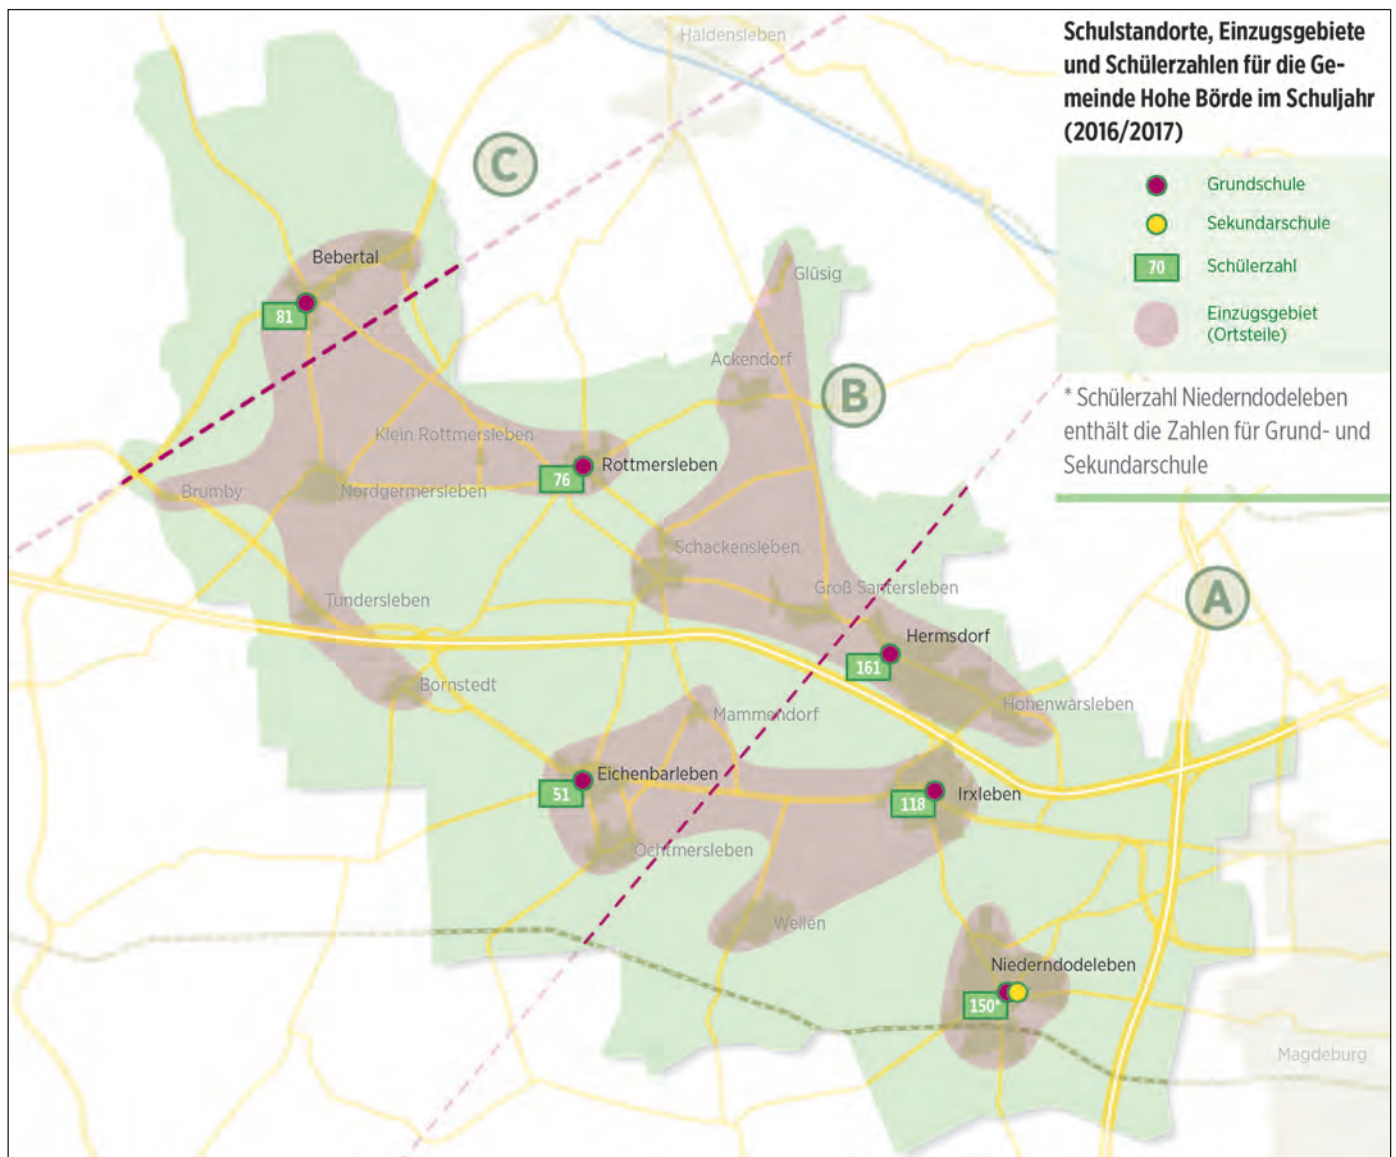 Schulstandorte, Einzugsgebiete
und Schülerzahlen für die Ge-
meinde Hohe Börde im Schuljahr
(2016/2017)
Grundschule
Sekundarschule
70
Schülerzahl
Einzugsgebiet
(Ortsteile)
* Schülerzahl Niederndodeleben
enthält die Zahlen für Grund- und
Sekundarschule
Haldensleben
C
Bebertal
81
Glüsig
Ackendorf
B
Klein Rottmersleben
Rottmersleben
76
Brumby
Nordgermersleben
Schackensleben
Groß Santersleben
A
Tundersleben
Hermsdorf
161
Bornstedt
Hohenwarsleben
Mammendorf
Eichenbarleben
51
Irxleben
118
Ochtmersleben
Wellen
Niederndodeleben
150*
Magdeburg